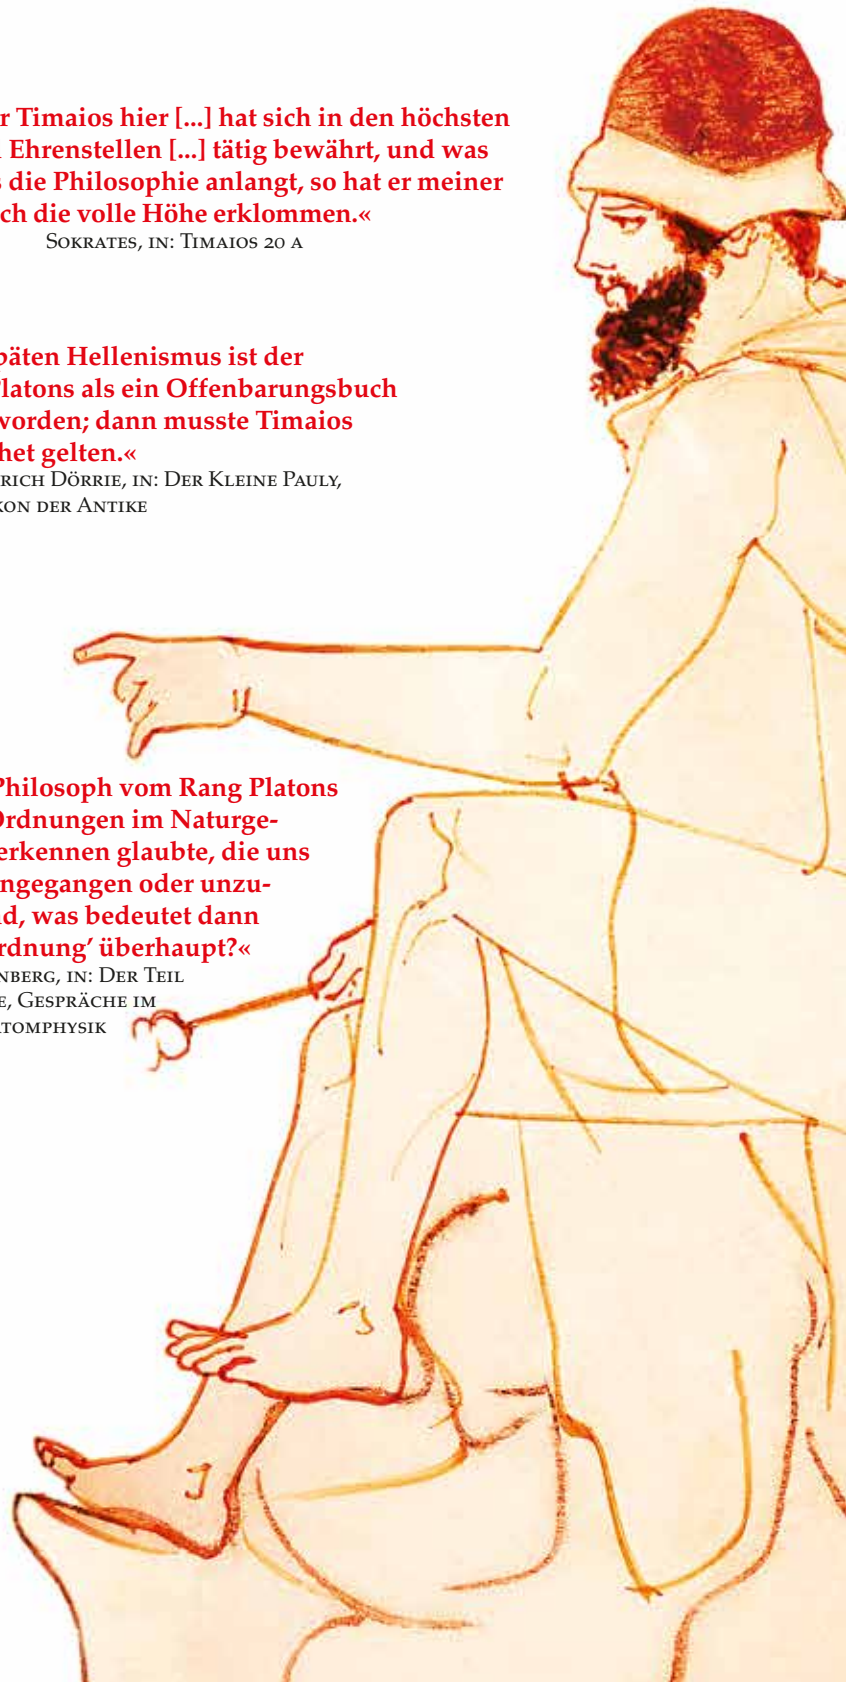 r Timaios hier [...] hat sich in den höchsten
Ehrenstellen [...] tätig bewährt, und was
s die Philosophie anlangt, so hat er meiner
ch die volle Höhe erklommen.«
Sokrates, in: Timaios 20 a
päten Hellenismus ist der
Platons als ein Offenbarungsbuch
worden; dann musste Timaios
het gelten.«
rich Dörrie, in: Der Kleine Pauly,
kon der Antike
Philosoph vom Rang Platons
Ordnungen im Naturge-
erkennen glaubte, die uns
ngegangen oder unzu-
d, was bedeutet dann
rdnung’ überhaupt?«
nberg, in: Der Teil
e, Gespräche im
tomphysik